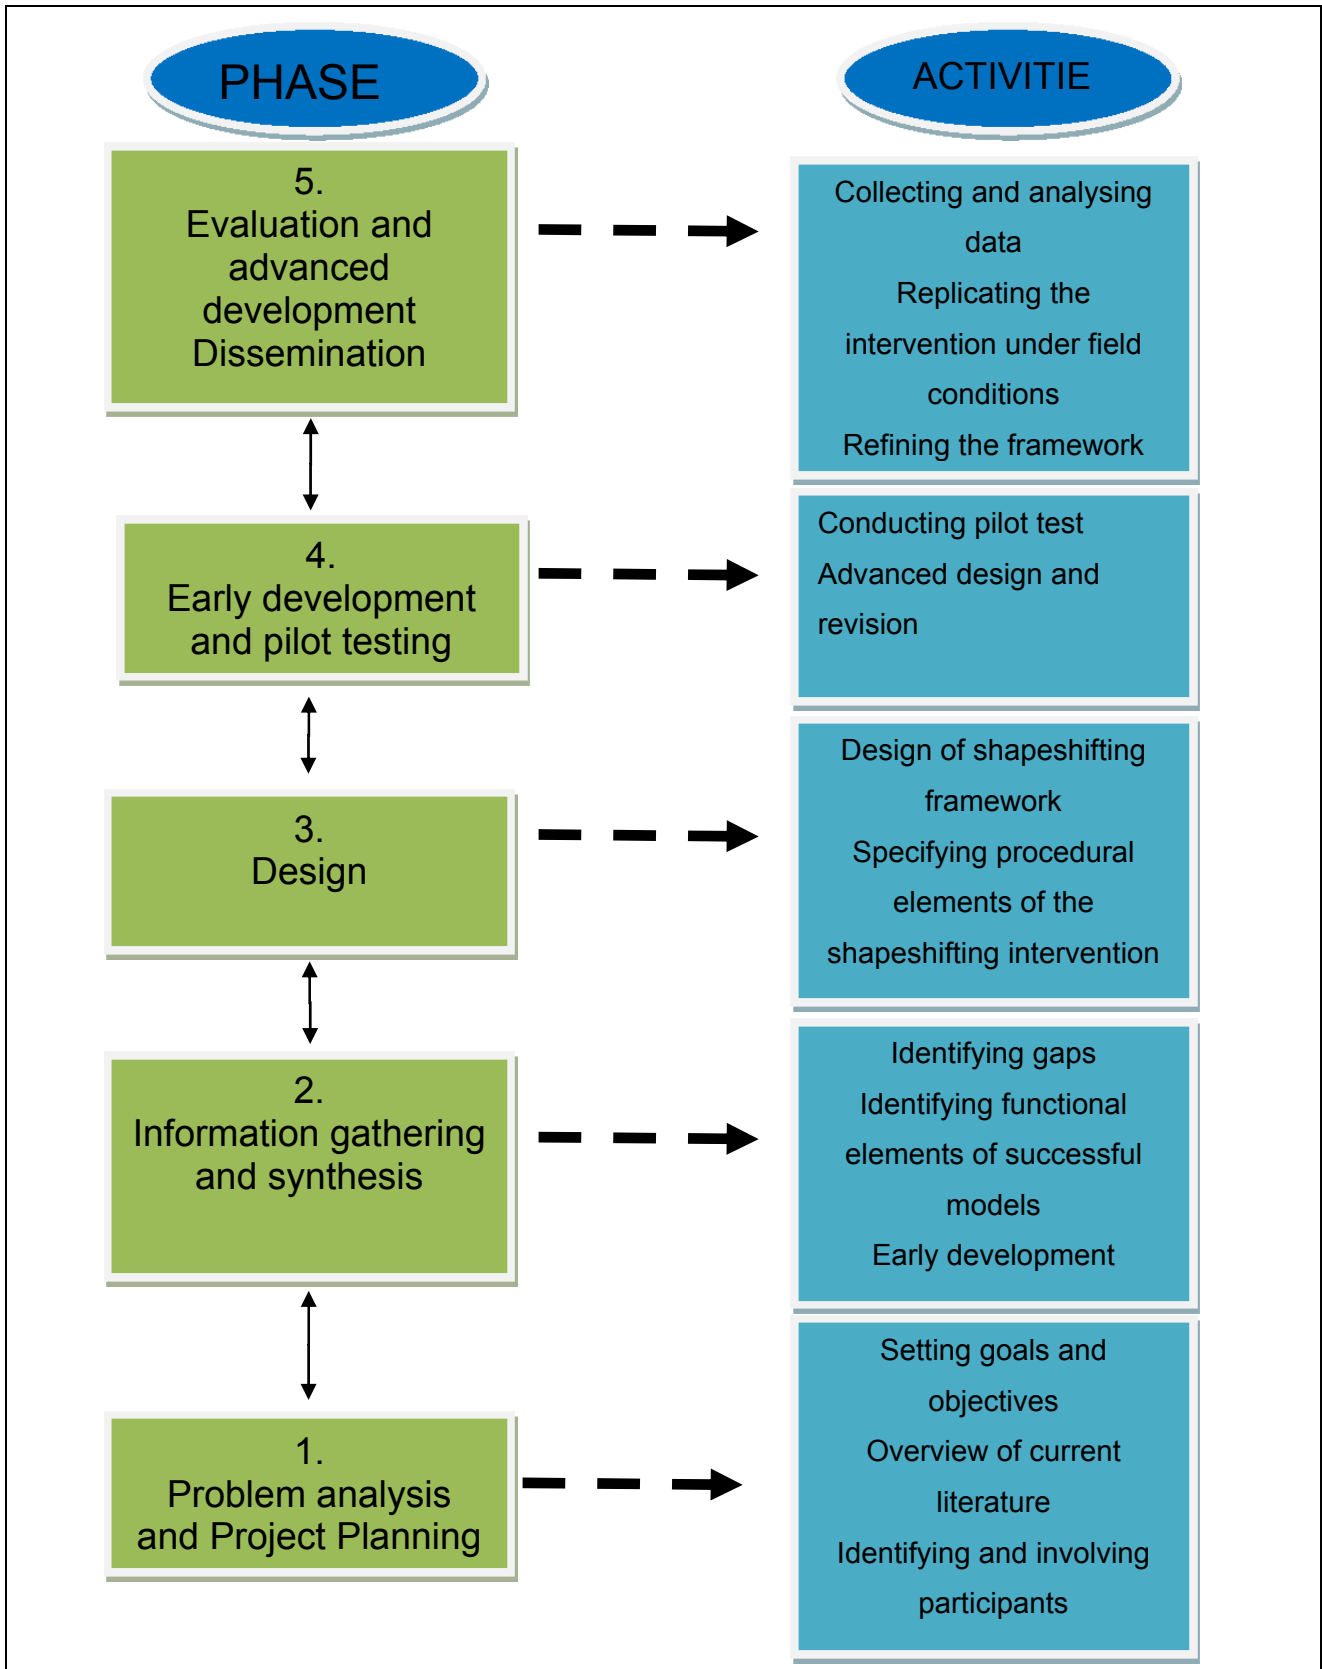 PHASE
ACTIVITIE
5.
Evaluation and
advanced
development
Dissemination
Collecting and analysing
data
Replicating the
intervention under field
conditions
Refining the framework
4.
Early development
and pilot testing
Conducting pilot test
Advanced design and
revision
3.
Design
Design of shapeshifting
framework
Specifying procedural
elements of the
shapeshifting intervention
2.
Information gathering
and synthesis
Identifying gaps
Identifying functional
elements of successful
models
Early development
1.
Problem analysis
and Project Planning
Setting goals and
objectives
Overview of current
literature
Identifying and involving
participants